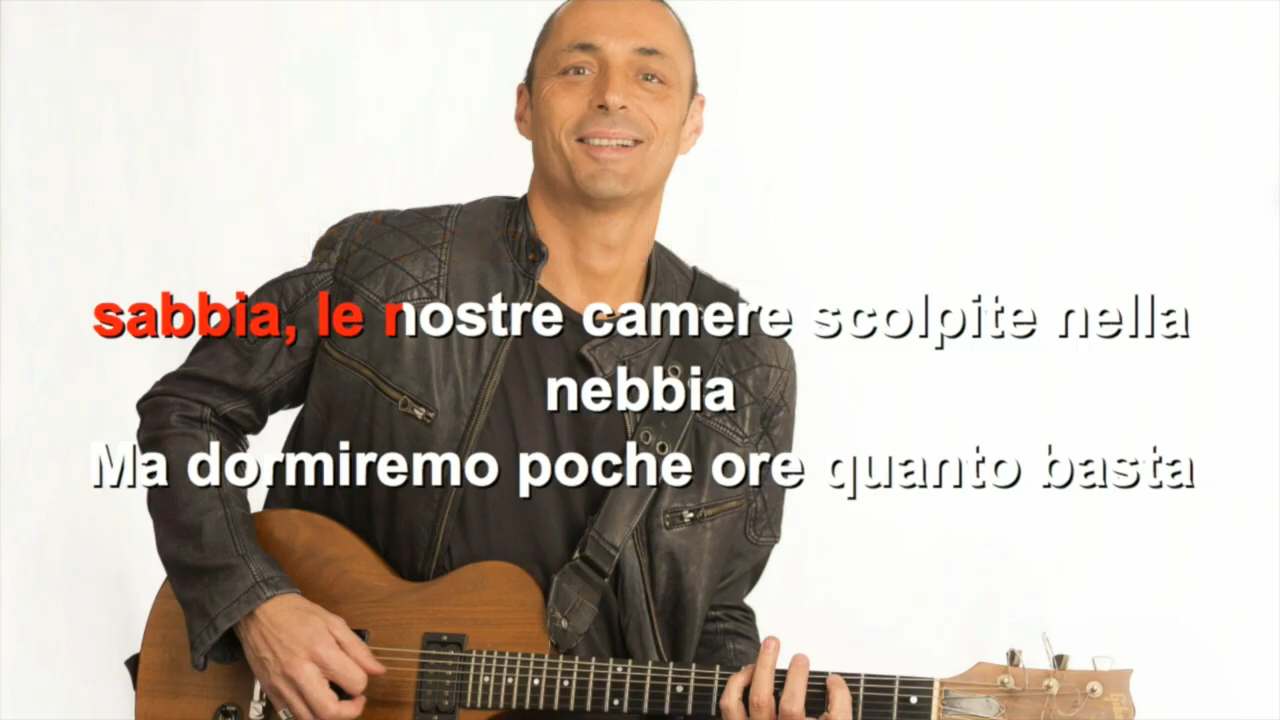 sabbia, le nostre camere scolpite nella
nebbia
Ma dormiremo poche ore quanto basta